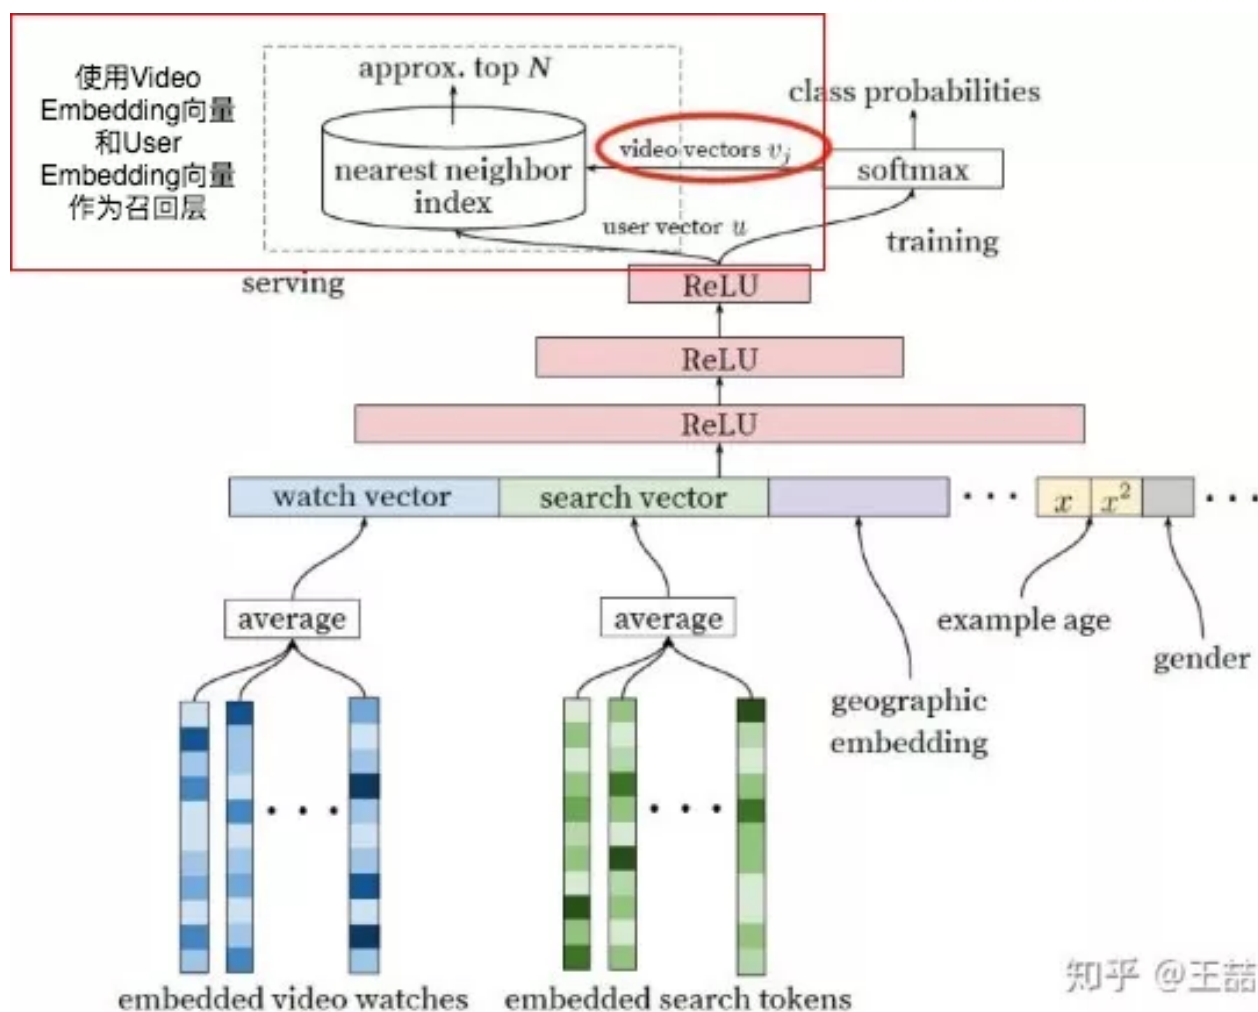 使用Video
Embedding向量
和User
Embedding向量
作为召回层
approx. top N
class probabilities
video vectors vⱼ
softmax
nearest neighbor
index
user vector u
training
serving
ReLU
ReLU
ReLU
watch vector
search vector
...
x
x²
...
average
average
example age
gender
geographic
embedding
...
...
embedded video watches
embedded search tokens
知乎 @王喆